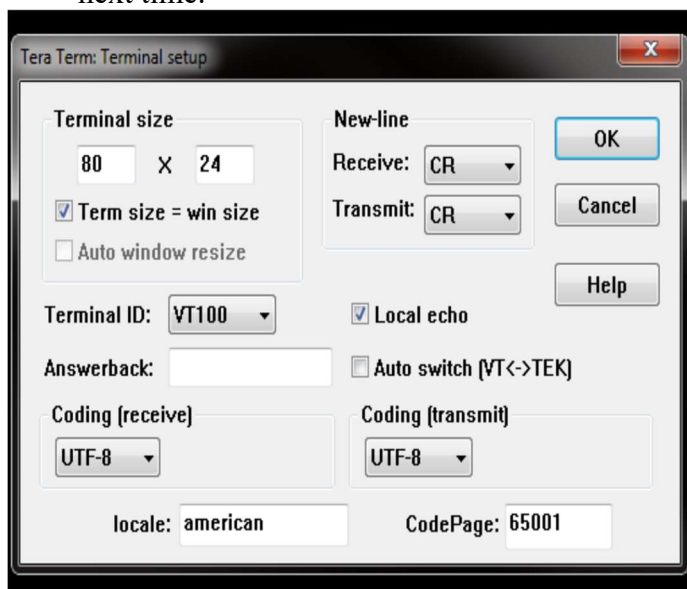 next time.
Tera Term: Terminal setup
Terminal size
80 X 24
Term size = win size
Auto window resize
New-line
Receive: CR
Transmit: CR
OK
Cancel
Help
Terminal ID: VT100
Local echo
Answerback:
Auto switch (VT<->TEK)
Coding (receive)
UTF-8
Coding (transmit)
UTF-8
locale: american
CodePage: 65001